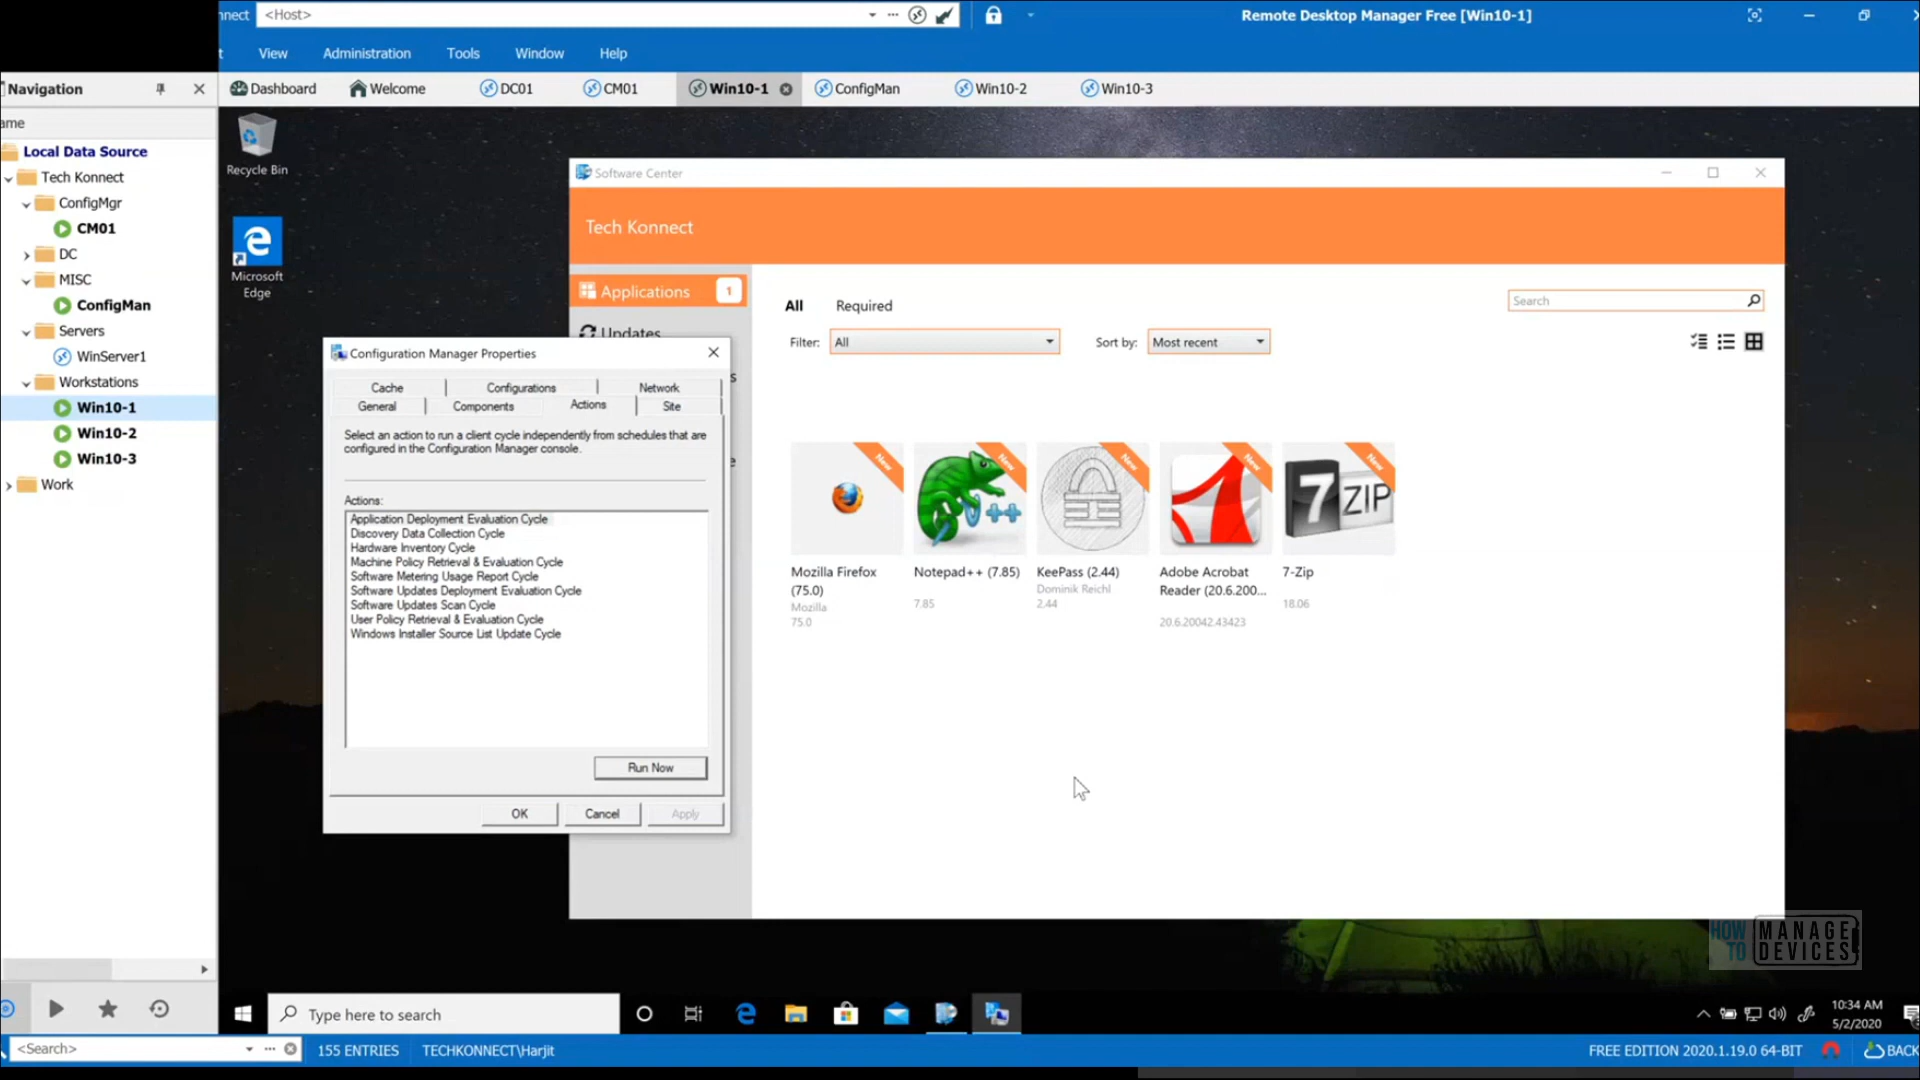 nnect <Host> ...
Remote Desktop Manager Free [Win10-1]
t View Administration Tools Window Help
Navigation
ame
Local Data Source
Tech Konnect
ConfigMgr
CM01
DC
MISC
ConfigMan
Servers
WinServer1
Workstations
Win10-1
Win10-2
Win10-3
Work
Dashboard Welcome DC01 CM01 Win10-1 ConfigMan Win10-2 Win10-3
Recycle Bin
Microsoft
Edge
Software Center
Tech Konnect
Applications 1
Updates
s
e
All Required
Search
Filter: All Sort by: Most recent
New
New
New
New
New
7 ZIP
Mozilla Firefox
(75.0)
Mozilla
75.0
Notepad++ (7.85)
7.85
KeePass (2.44)
Dominik Reichl
2.44
Adobe Acrobat
Reader (20.6.200...
20.6.20042.43423
7-Zip
18.06
Configuration Manager Properties
Cache Configurations Network
General Components Actions Site
Select an action to run a client cycle independently from schedules that are
configured in the Configuration Manager console.
Actions:
Application Deployment Evaluation Cycle
Discovery Data Collection Cycle
Hardware Inventory Cycle
Machine Policy Retrieval & Evaluation Cycle
Software Metering Usage Report Cycle
Software Updates Deployment Evaluation Cycle
Software Updates Scan Cycle
User Policy Retrieval & Evaluation Cycle
Windows Installer Source List Update Cycle
Run Now
OK Cancel Apply
HOW TO MANAGE DEVICES
Type here to search
10:34 AM
5/2/2020
<Search> ...
150 ENTRIES TECHKONNECT\Harjit
FREE EDITION 2020.1.19.0 64-BIT BACK